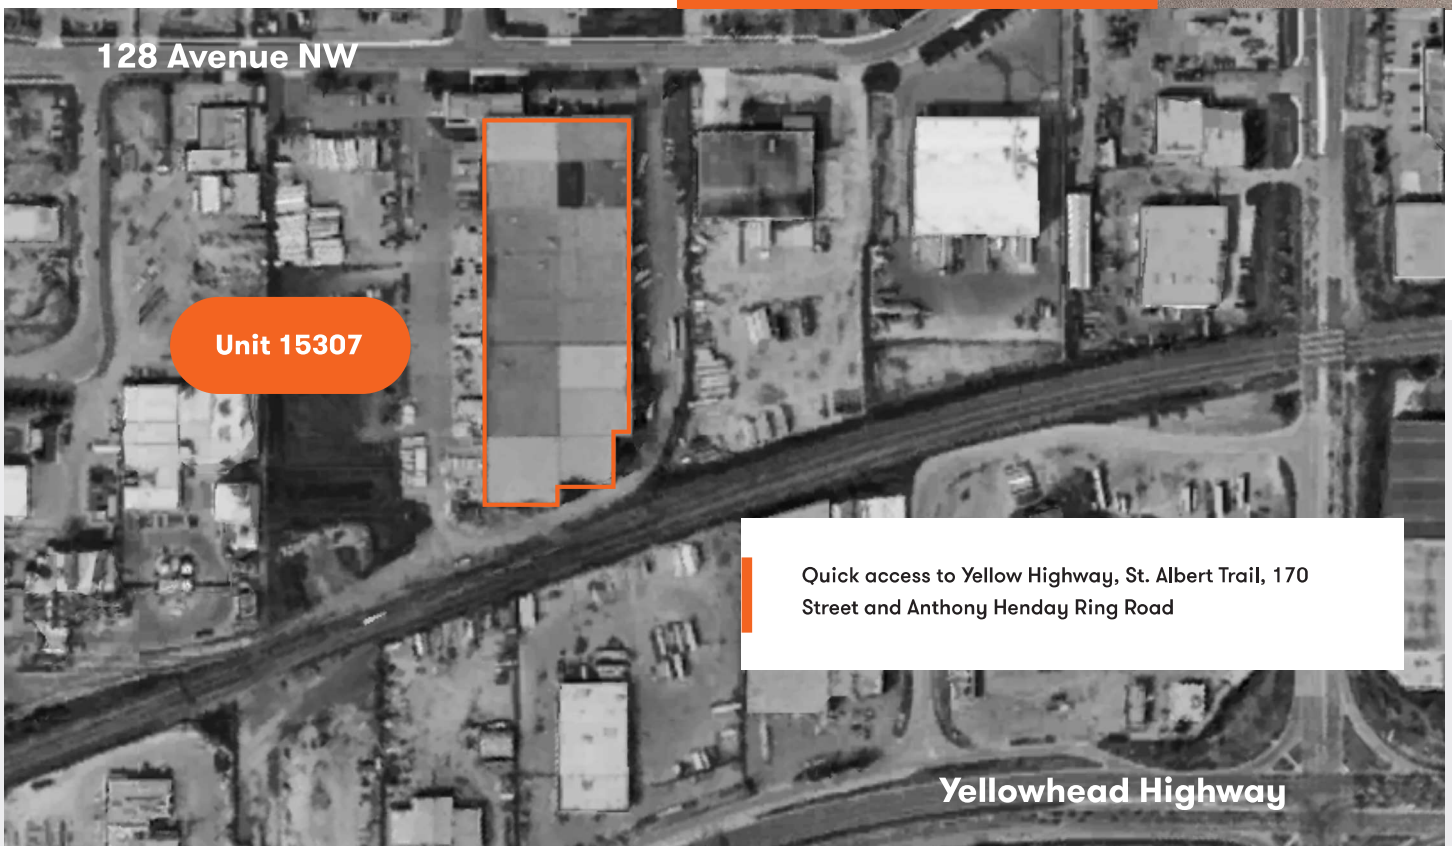 128 Avenue NW
Unit 15307
Quick access to Yellow Highway, St. Albert Trail, 170
Street and Anthony Henday Ring Road
Yellowhead Highway